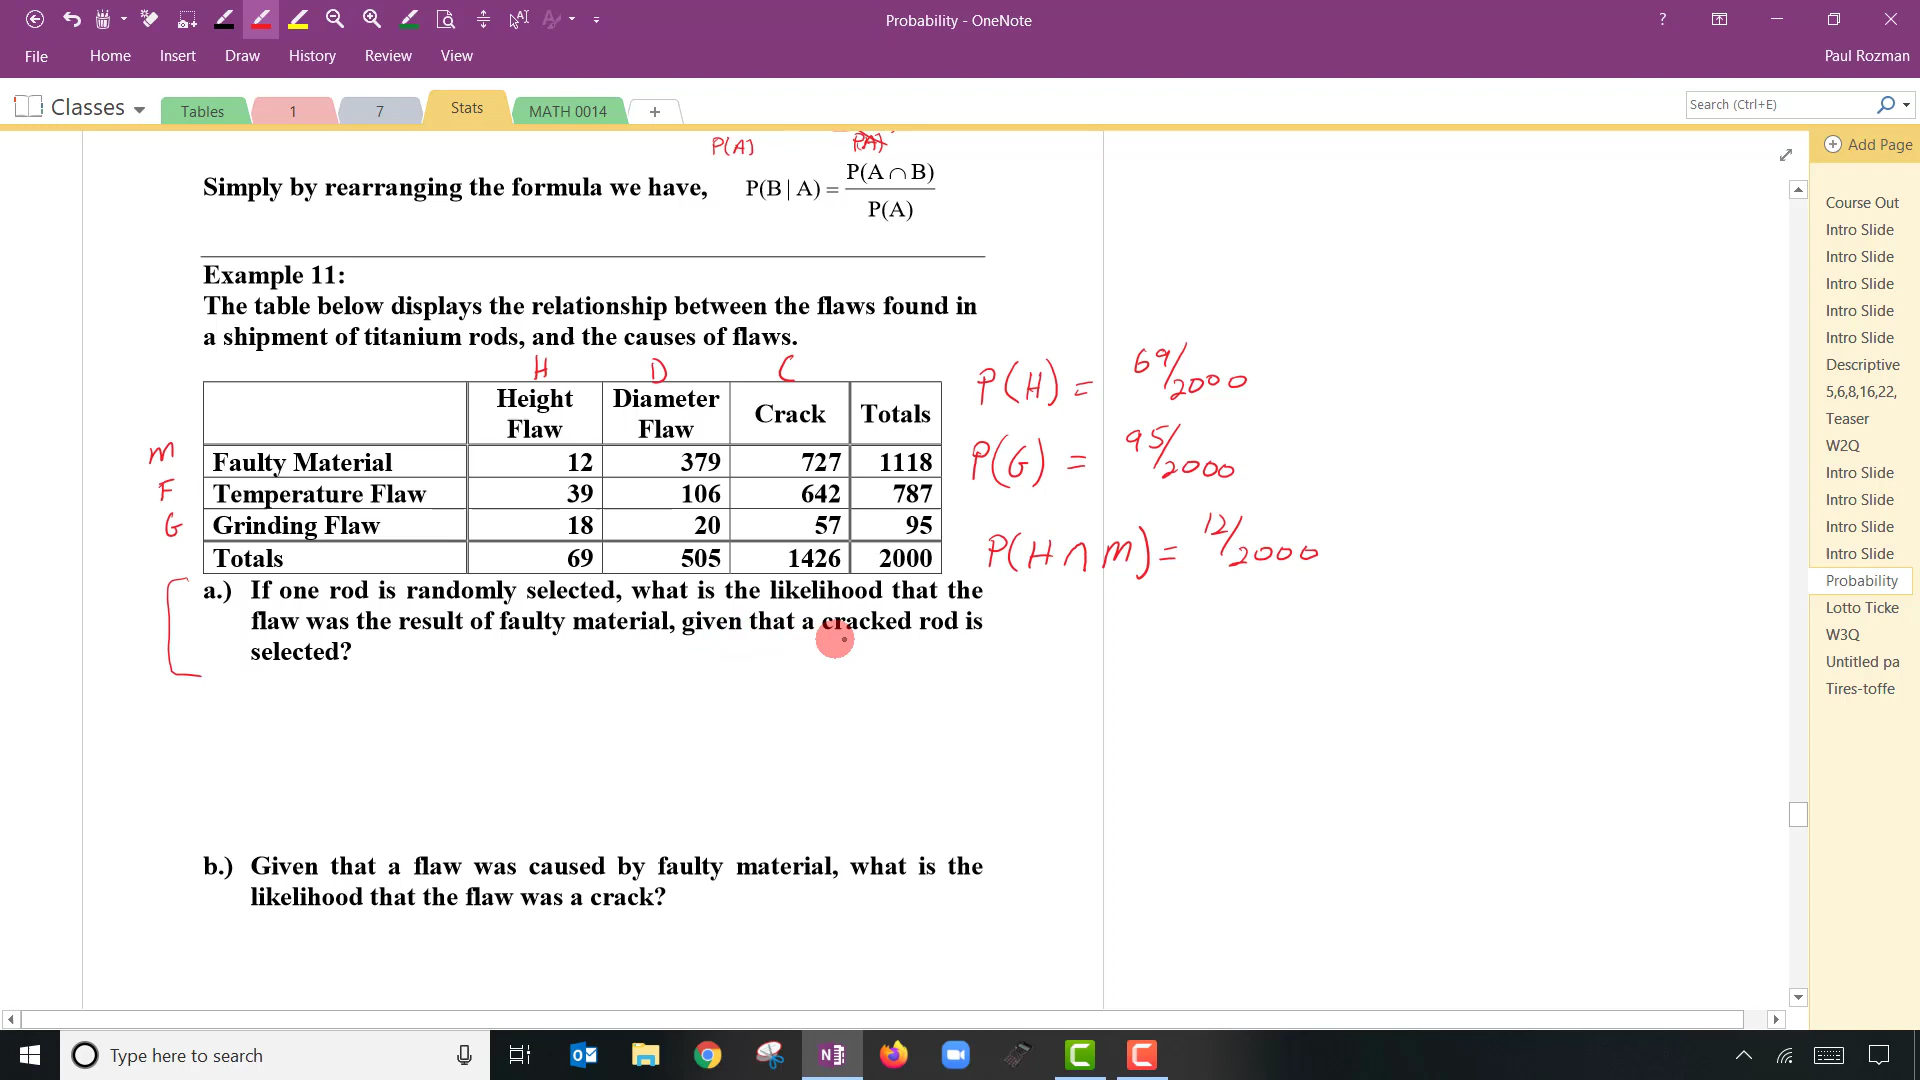 Probability - OneNote
?
File Home Insert Draw History Review View
Paul Rozman
Classes Tables 1 7 Stats MATH 0014 +
Search (Ctrl+E)
Add Page
P(A) P(A)
Simply by rearranging the formula we have, P(B | A) = P(A ∩ B) / P(A)
Example 11:
The table below displays the relationship between the flaws found in
a shipment of titanium rods, and the causes of flaws.
H D C
Height Flaw Diameter Flaw Crack Totals
M Faulty Material 12 379 727 1118
F Temperature Flaw 39 106 642 787
G Grinding Flaw 18 20 57 95
Totals 69 505 1426 2000
P(H) = 69/2000
P(G) = 95/2000
P(H ∩ M) = 12/2000
a.) If one rod is randomly selected, what is the likelihood that the
flaw was the result of faulty material, given that a cracked rod is
selected?
b.) Given that a flaw was caused by faulty material, what is the
likelihood that the flaw was a crack?
Course Out
Intro Slide
Intro Slide
Intro Slide
Intro Slide
Intro Slide
Descriptive
5,6,8,16,22,
Teaser
W2Q
Intro Slide
Intro Slide
Intro Slide
Intro Slide
Probability
Lotto Ticke
W3Q
Untitled pa
Tires-toffe
Type here to search